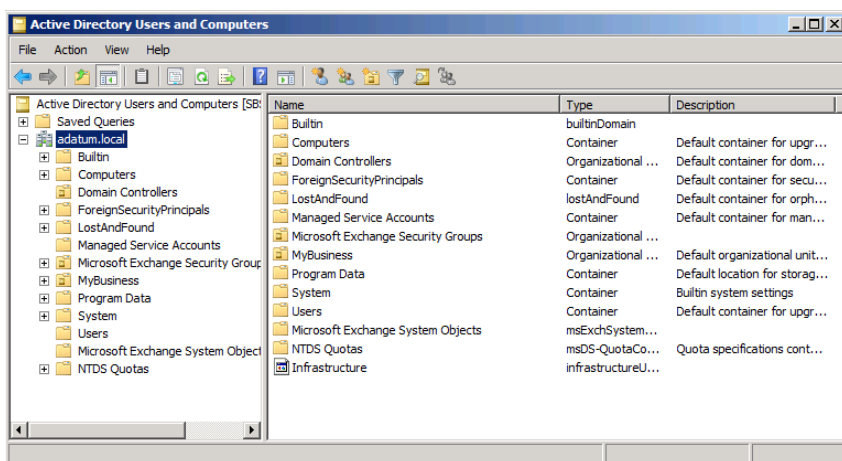 Active Directory Users and Computers
File Action View Help
Active Directory Users and Computers [SB
Saved Queries
adatum.local
Builtin
Computers
Domain Controllers
ForeignSecurityPrincipals
LostAndFound
Managed Service Accounts
Microsoft Exchange Security Group
MyBusiness
Program Data
System
Users
Microsoft Exchange System Object
NTDS Quotas
Name Type Description
Builtin builtinDomain
Computers Container Default container for upgr...
Domain Controllers Organizational ... Default container for dom...
ForeignSecurityPrincipals Container Default container for secu...
LostAndFound lostAndFound Default container for orph...
Managed Service Accounts Container Default container for man...
Microsoft Exchange Security Groups Organizational ...
MyBusiness Organizational ... Default organizational unit...
Program Data Container Default location for storag...
System Container Builtin system settings
Users Container Default container for upgr...
Microsoft Exchange System Objects msExchSystem...
NTDS Quotas msDS-QuotaCo... Quota specifications cont...
Infrastructure infrastructureU...